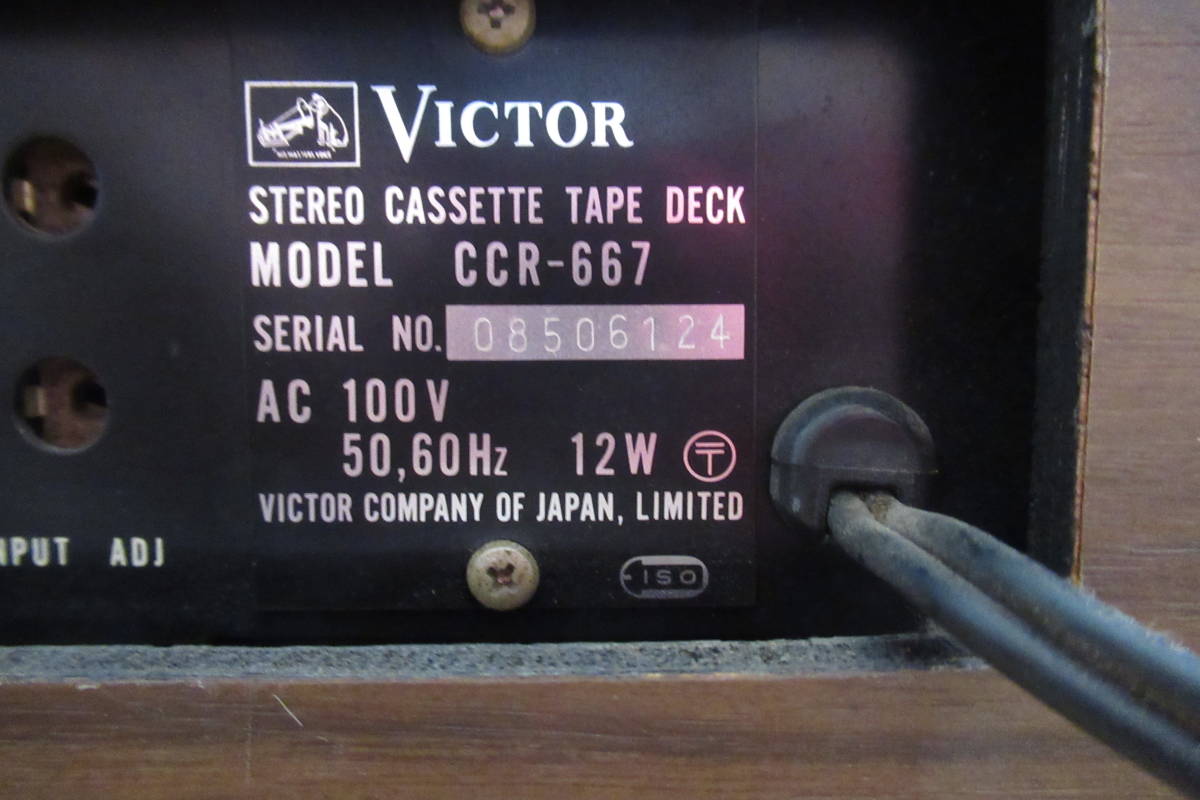 VICTOR
STEREO CASSETTE TAPE DECK
MODEL CCR-667
SERIAL NO. 08506124
AC 100V
50,60Hz 12W 〒
VICTOR COMPANY OF JAPAN, LIMITED
ADJ
ISO